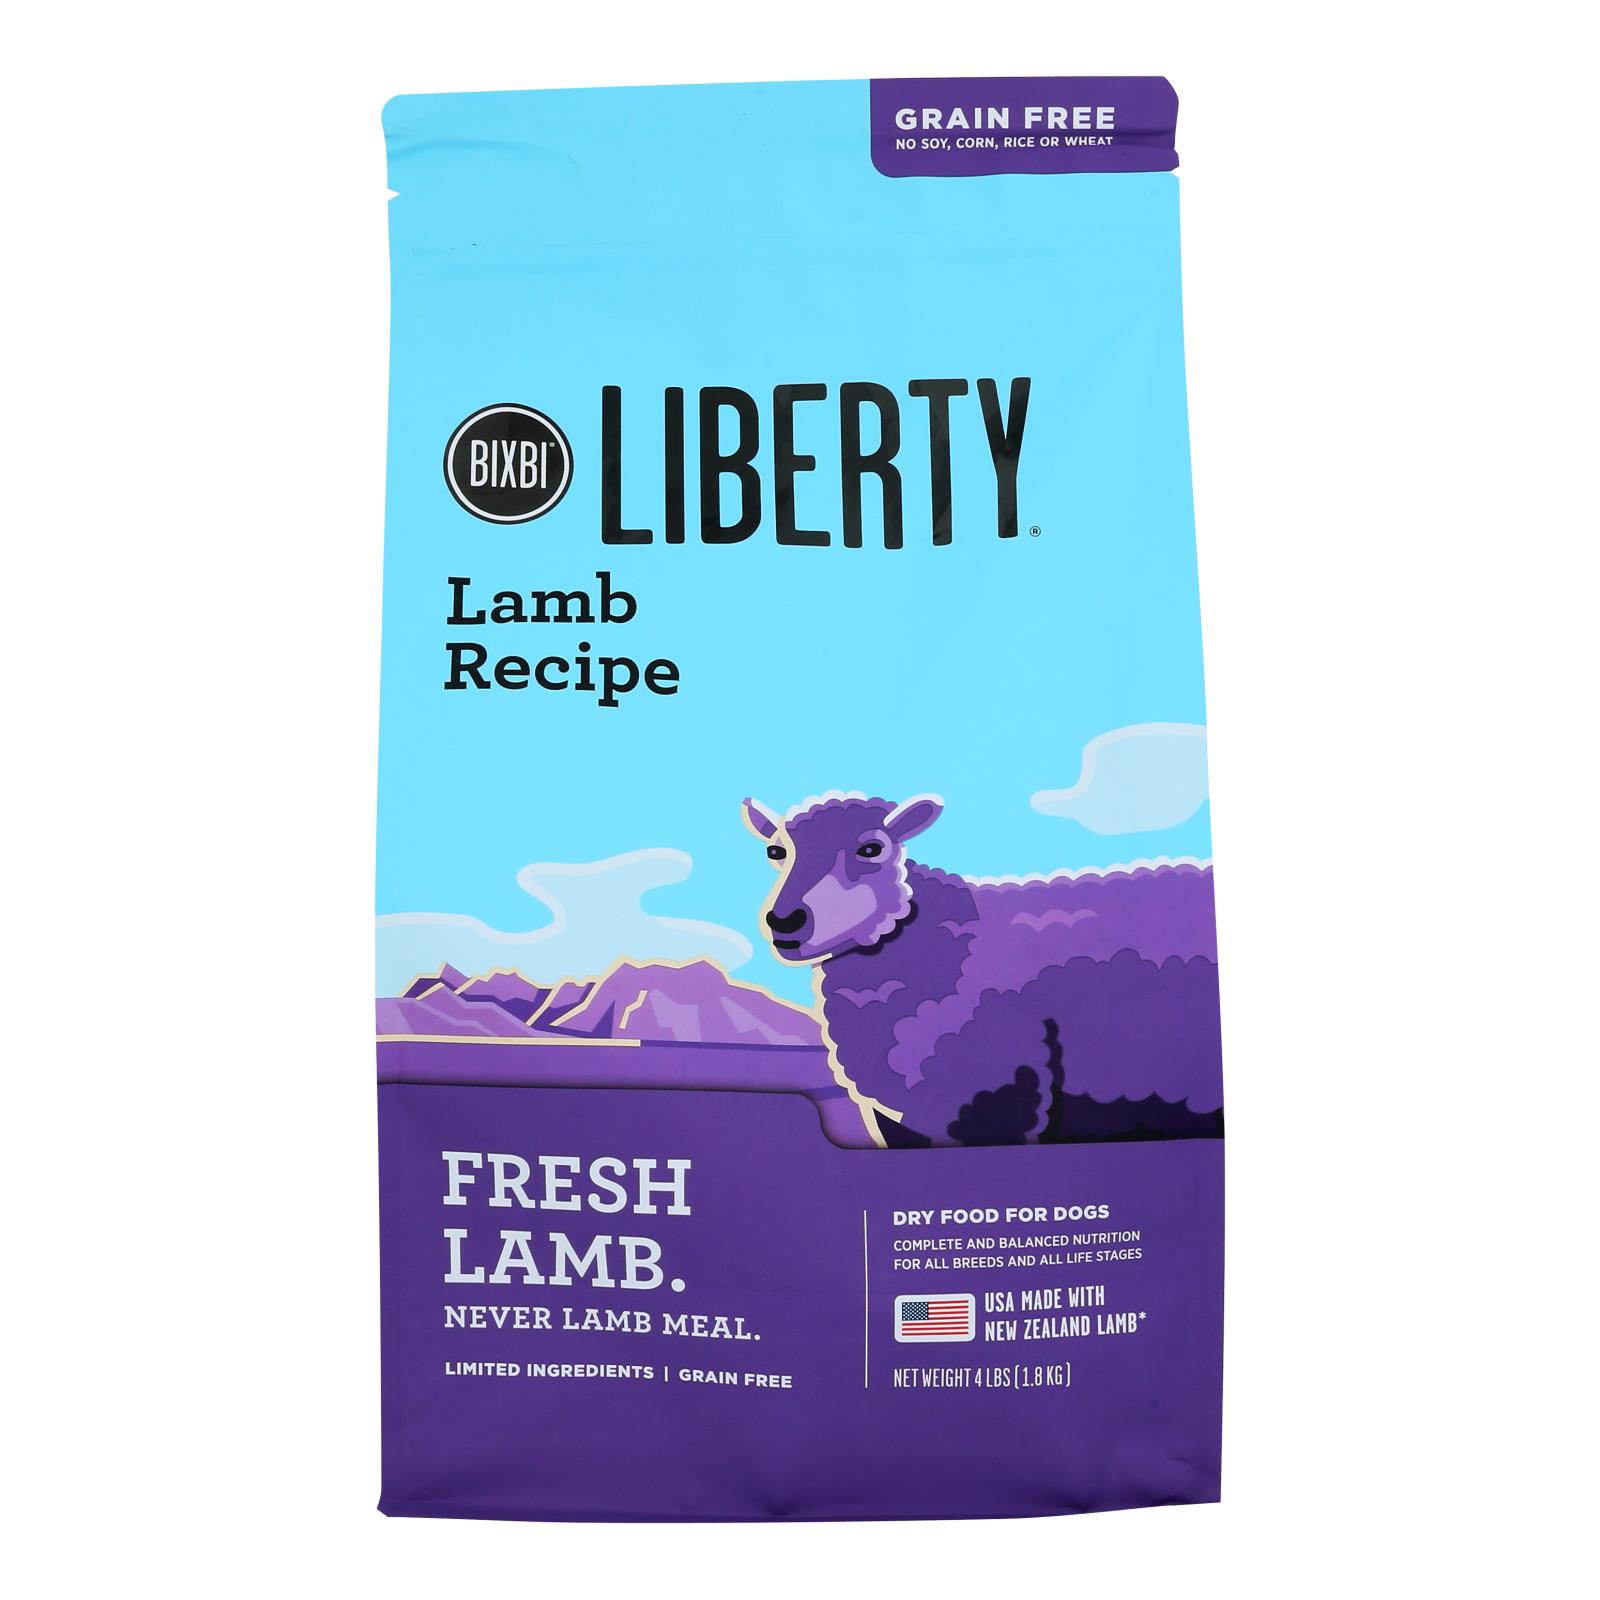 GRAIN FREE
NO SOY, CORN, RICE OR WHEAT
BIXBI®
LIBERTY®
Lamb
Recipe
FRESH
LAMB.
NEVER LAMB MEAL.
LIMITED INGREDIENTS | GRAIN FREE
DRY FOOD FOR DOGS
COMPLETE AND BALANCED NUTRITION
FOR ALL BREEDS AND ALL LIFE STAGES
USA MADE WITH
NEW ZEALAND LAMB*
NET WEIGHT 4 LBS (1.8 KG)